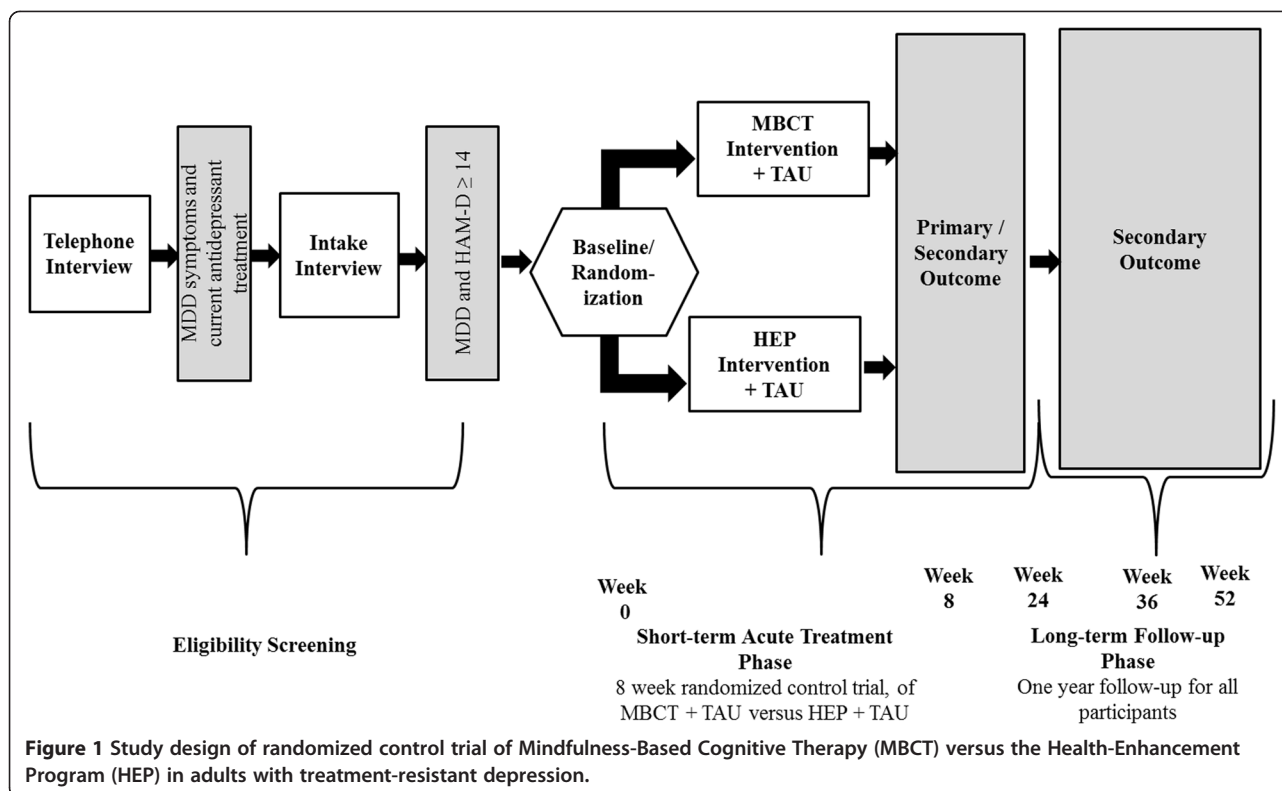 Telephone
Interview
MDD symptoms and
current antidepressant
treatment
Intake
Interview
MDD and HAM-D ≥ 14
Baseline/
Random-
ization
MBCT
Intervention
+ TAU
HEP
Intervention
+ TAU
Primary /
Secondary
Outcome
Secondary
Outcome
Eligibility Screening
Week
0
Week
8
Week
24
Week
36
Week
52
Short-term Acute Treatment
Phase
8 week randomized control trial, of
MBCT + TAU versus HEP + TAU
Long-term Follow-up
Phase
One year follow-up for all
participants
Figure 1 Study design of randomized control trial of Mindfulness-Based Cognitive Therapy (MBCT) versus the Health-Enhancement
Program (HEP) in adults with treatment-resistant depression.